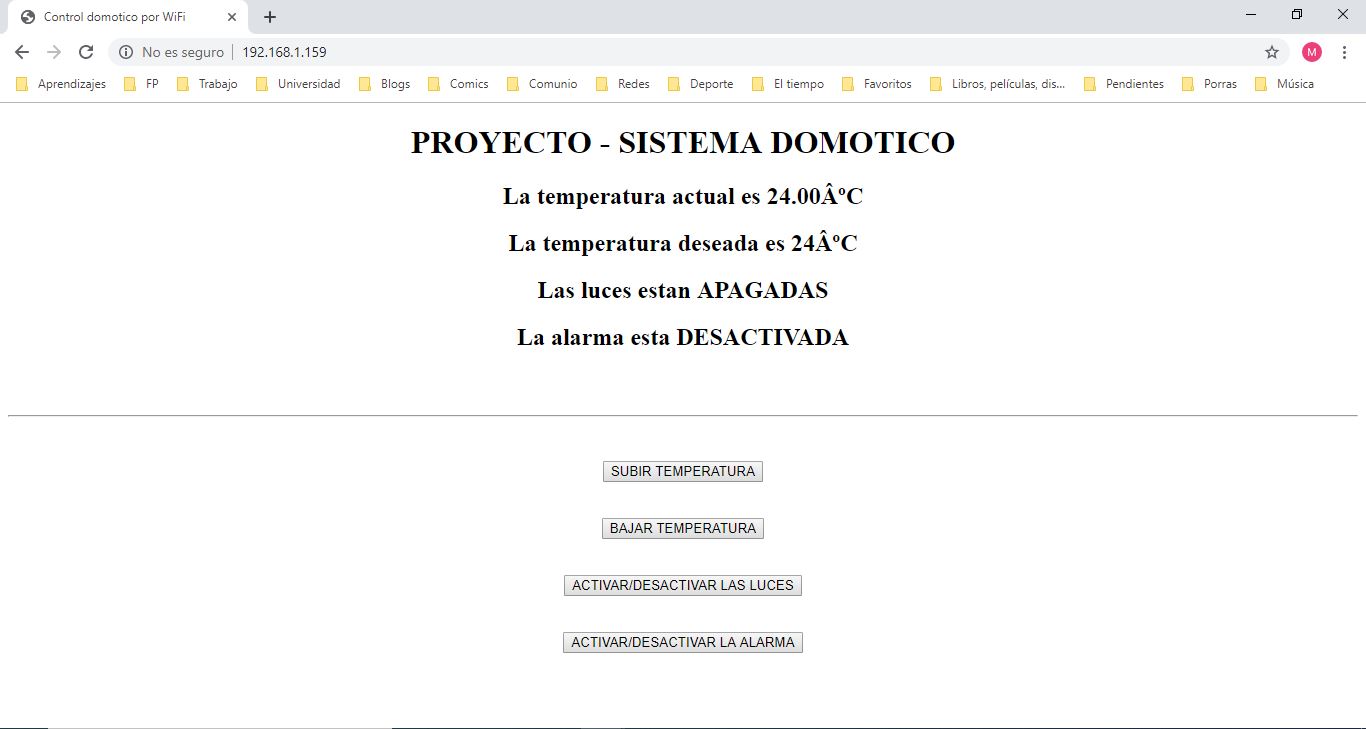 Control domotico por WiFi
No es seguro 192.168.1.159
M
Aprendizajes FP Trabajo Universidad Blogs Comics Comunio Redes Deporte El tiempo Favoritos Libros, películas, dis... Pendientes Porras Música
PROYECTO - SISTEMA DOMOTICO
La temperatura actual es 24.00ÂºC
La temperatura deseada es 24ÂºC
Las luces estan APAGADAS
La alarma esta DESACTIVADA
SUBIR TEMPERATURA
BAJAR TEMPERATURA
ACTIVAR/DESACTIVAR LAS LUCES
ACTIVAR/DESACTIVAR LA ALARMA